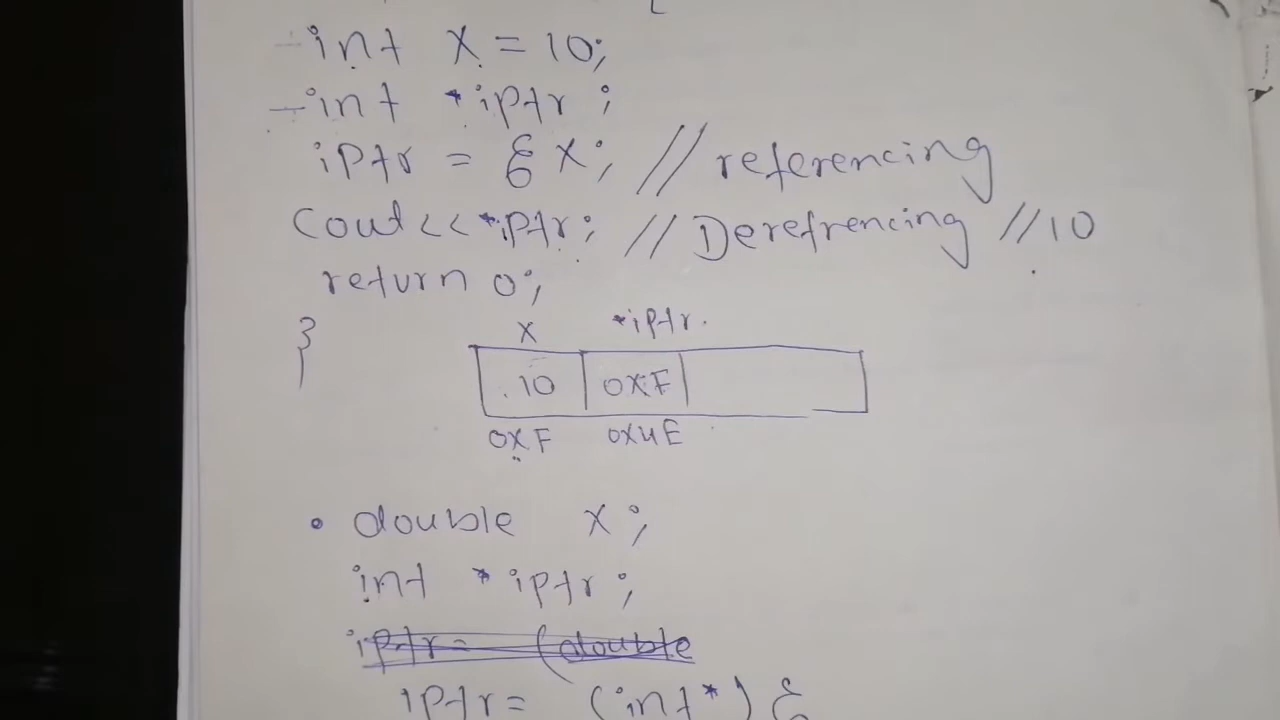 int x = 10;
int *iptr ;
iptr = &x; // referencing
cout<< *iptr; // Derefrencing //10
return 0;
}
x *iptr.
10 0xF
0xF 0x4E
• double x;
int *iptr;
iptr = (double
iptr = (int*) &